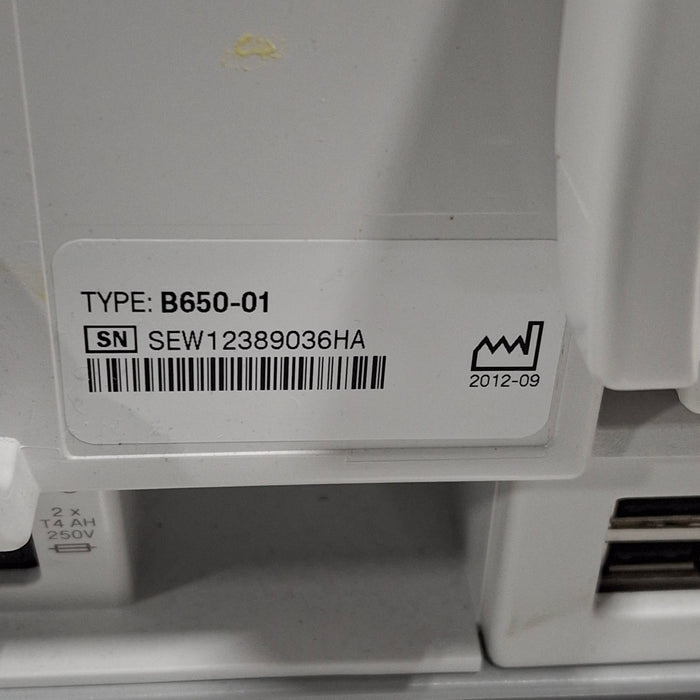 TYPE: B650-01
SN SEW12389036HA
2012-09
2 x
T4 AH
250V